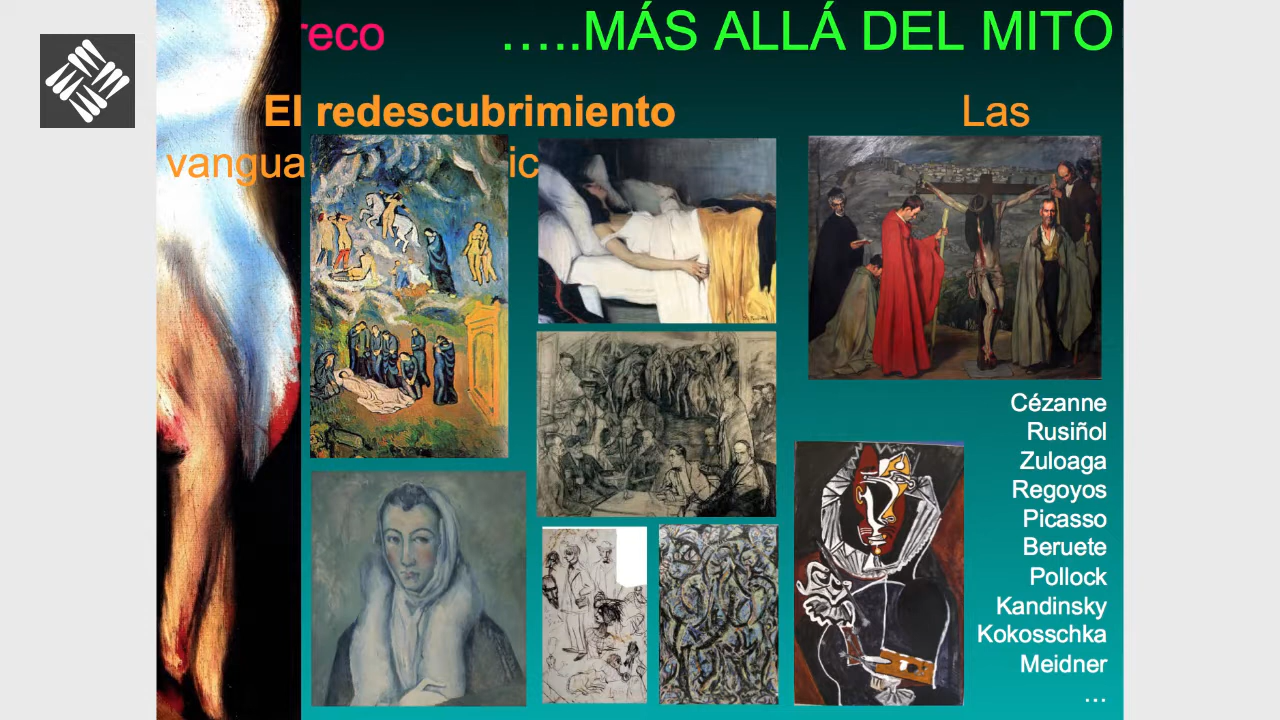 reco …..MÁS ALLÁ DEL MITO
El redescubrimiento Las
vangua ic
Cézanne
Rusiñol
Zuloaga
Regoyos
Picasso
Beruete
Pollock
Kandinsky
Kokosschka
Meidner
...